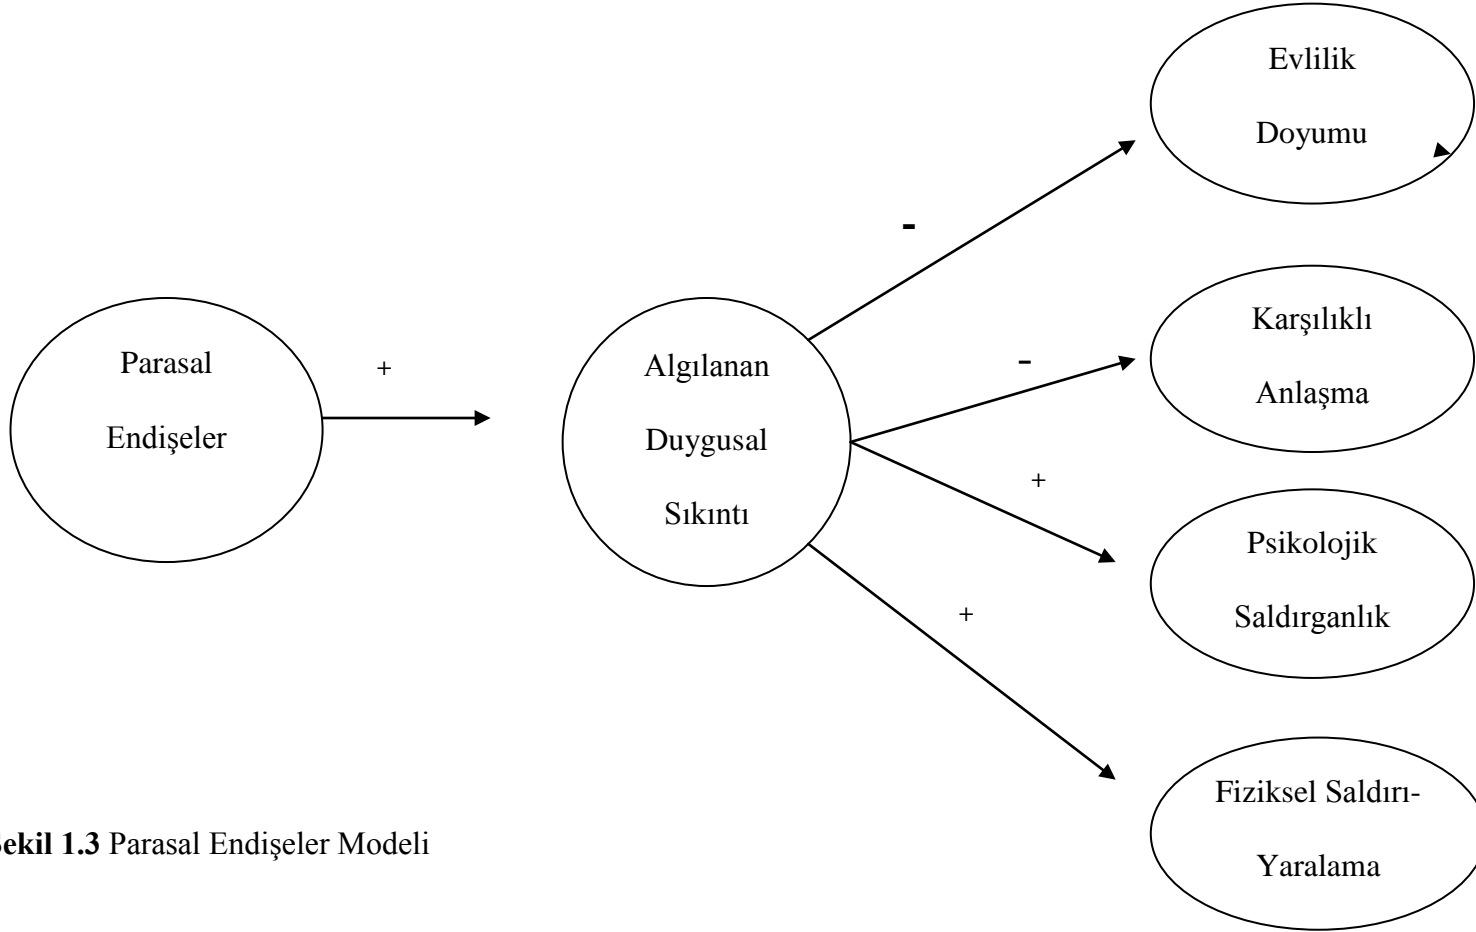 Evlilik
Doyumu
-
Karşılıklı
Anlaşma
-
Parasal
Endişeler
+
Algılanan
Duygusal
Sıkıntı
+
Psikolojik
Saldırganlık
+
Fiziksel Saldırı-
Yaralama
ekil 1.3 Parasal Endişeler Modeli